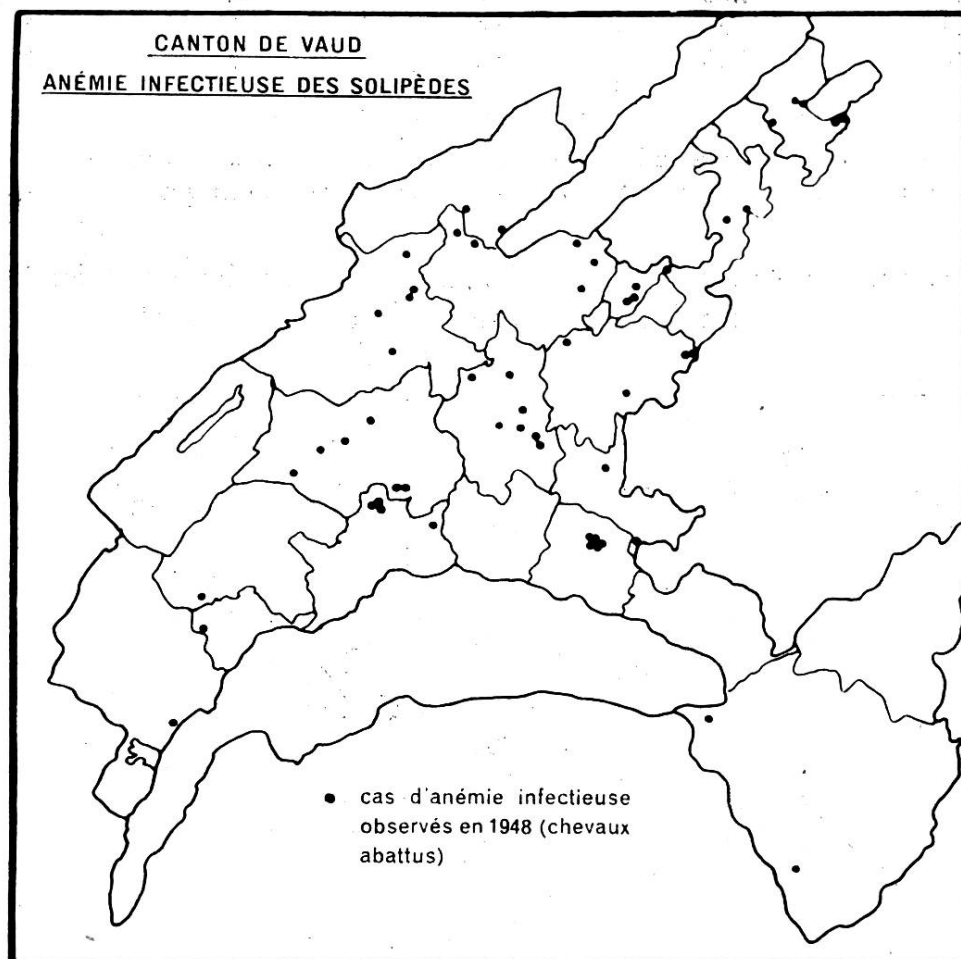 CANTON DE VAUD
ANÉMIE INFECTIEUSE DES SOLIPÈDES
cas d'anémie infectieuse
observés en 1948 (chevaux
abattus)